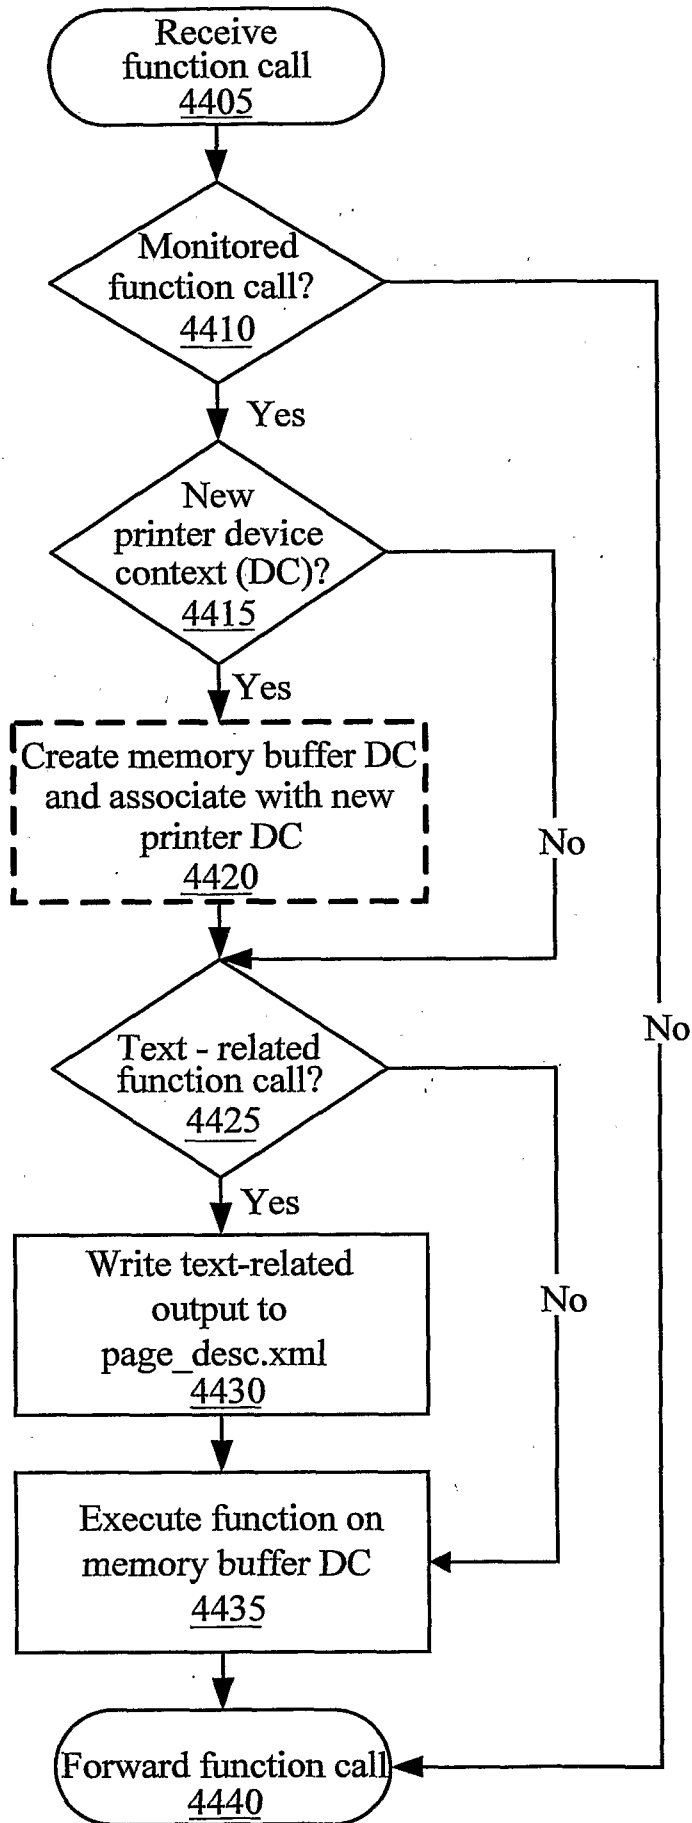 Receive
function call
4405
Monitored
function call?
4410
Yes
New
printer device
context (DC)?
4415
Yes
Create memory buffer DC
and associate with new
printer DC
4420
No
No
Text - related
function call?
4425
Yes
Write text-related
output to
page_desc.xml
4430
No
Execute function on
memory buffer DC
4435
Forward function call
4440